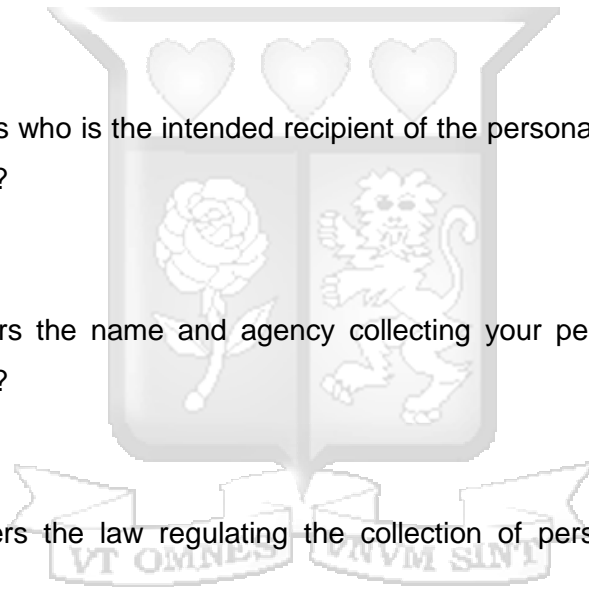 s who is the intended recipient of the persona
?
rs the name and agency collecting your pe
?
ers the law regulating the collection of pers
VT OMNES VNVM SINT